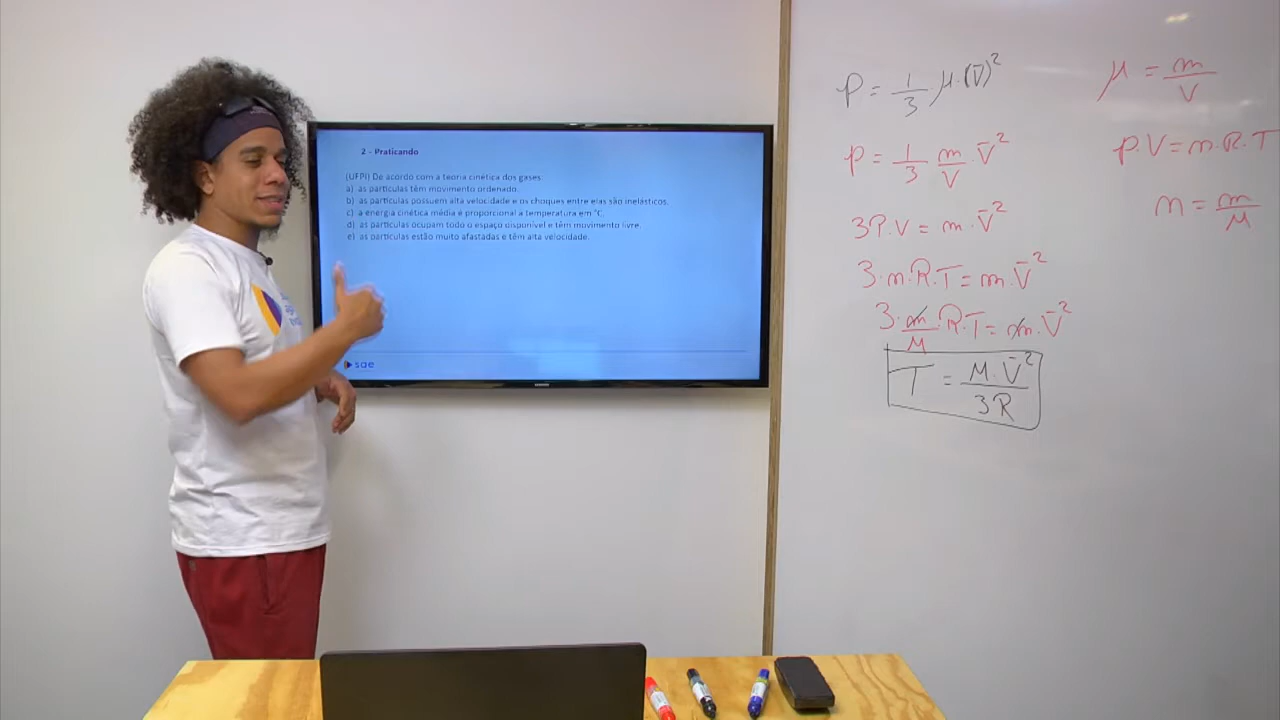 2 - Praticando
(UFPI) De acordo com a teoria cinética dos gases:
a) as partículas têm movimento ordenado.
b) as partículas possuem alta velocidade e os choques entre elas são inelásticos.
c) a energia cinética média é proporcional a temperatura em °C.
d) as partículas ocupam todo o espaço disponível e têm movimento livre.
e) as partículas estão muito afastadas e têm alta velocidade.
sae
P = 1/3 · μ · (V̄)²
P = 1/3 m/V · V̄²
3P.V = m · V̄²
3 · n.R.T = m · V̄²
3 · m/M · R.T = m · V̄²
T = M · V̄² / 3R
μ = m/V
P.V = n.R.T
n = m/M